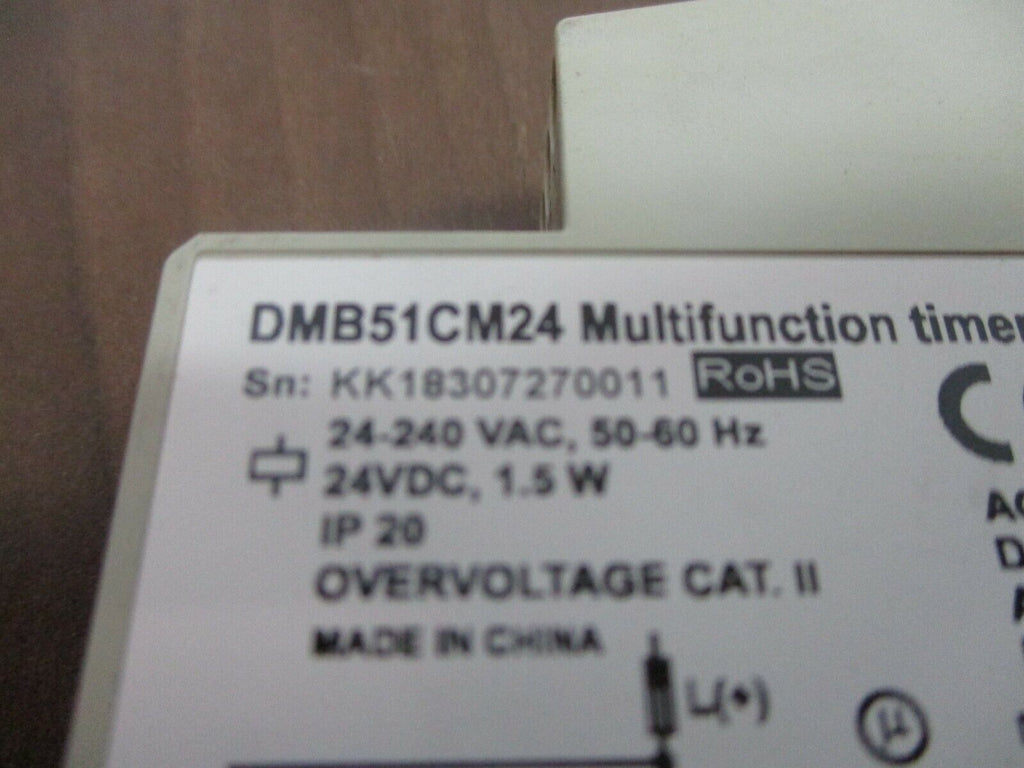 DMB51CM24 Multifunction timer
Sn: KK18307270011 RoHS
24-240 VAC, 50-60 Hz
24VDC, 1.5 W
IP 20
OVERVOLTAGE CAT. II
MADE IN CHINA
L(+)
µ